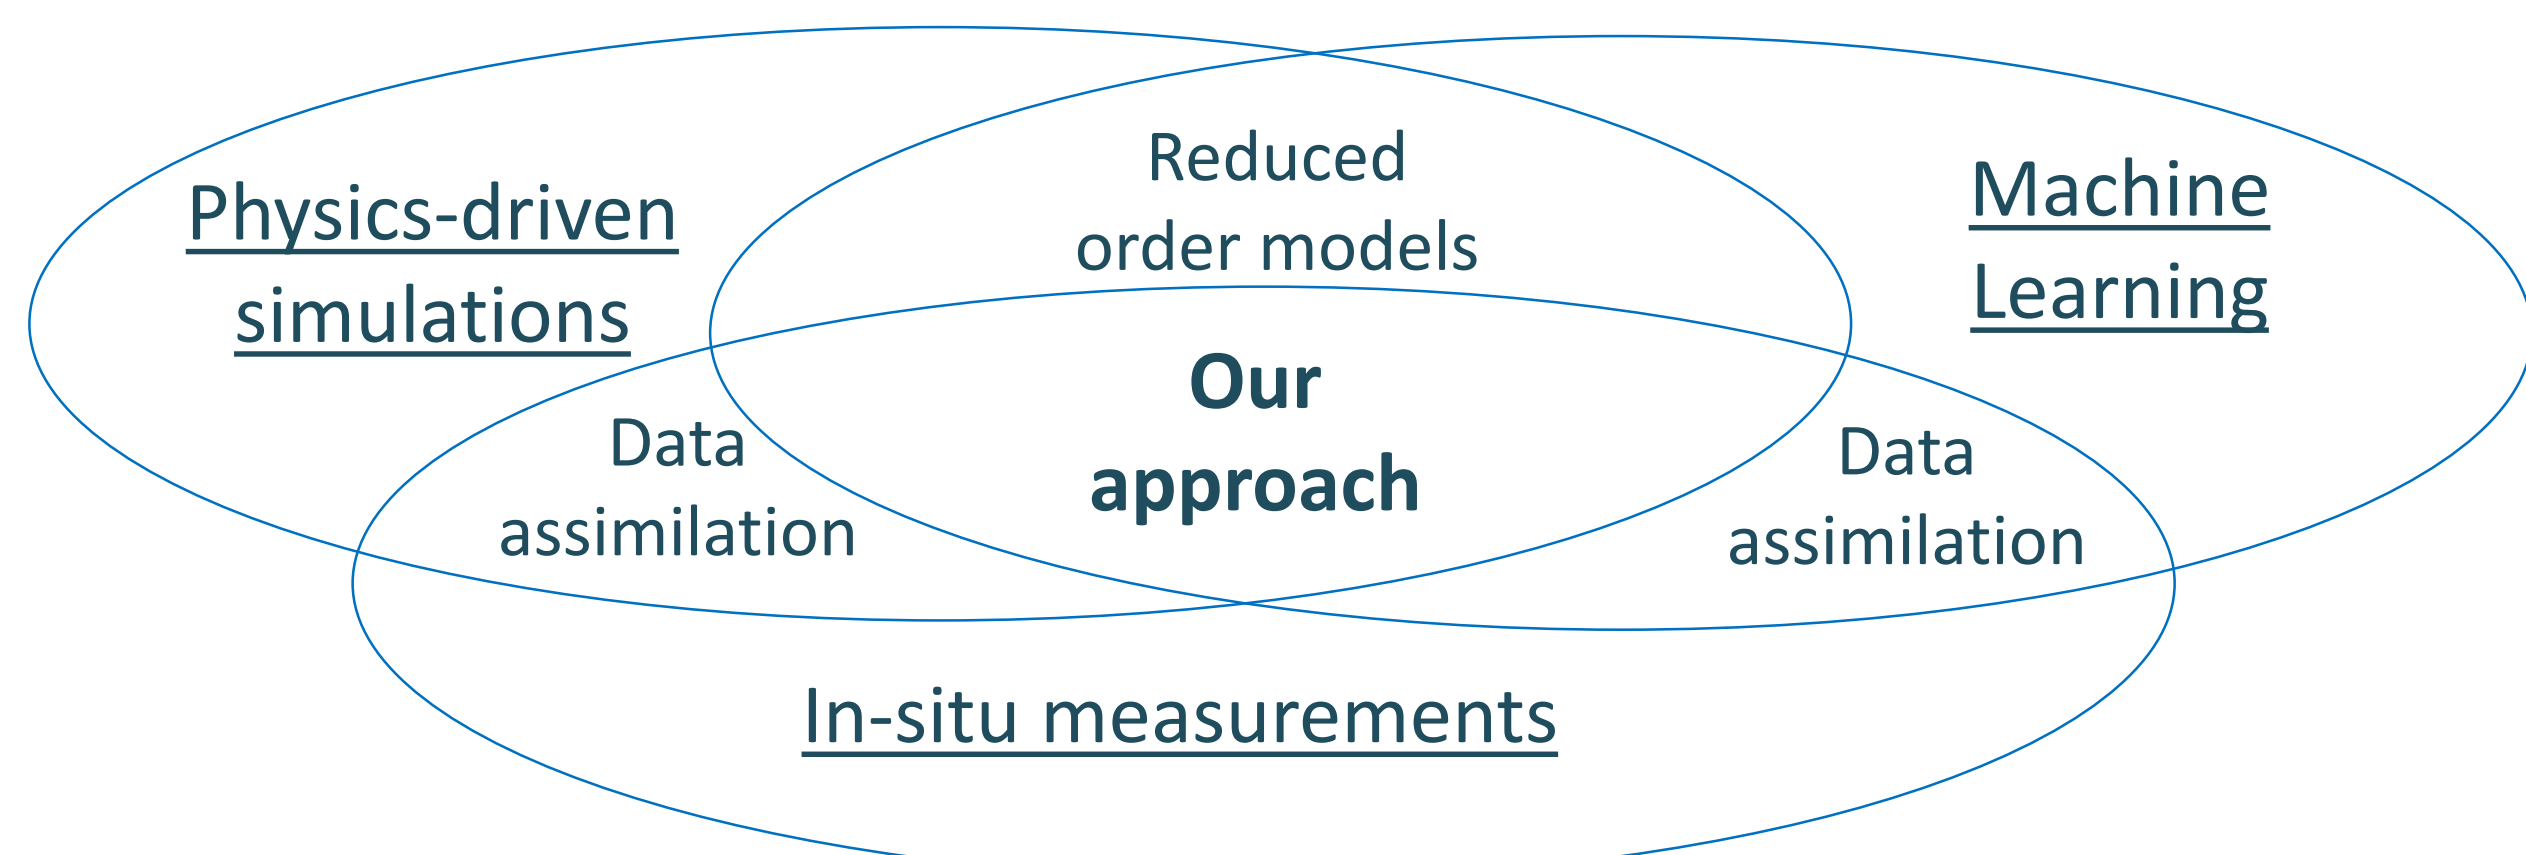 Physics-driven
simulations
Reduced
order models
Machine
Learning
Our
approach
Data
assimilation
Data
assimilation
In-situ measurements